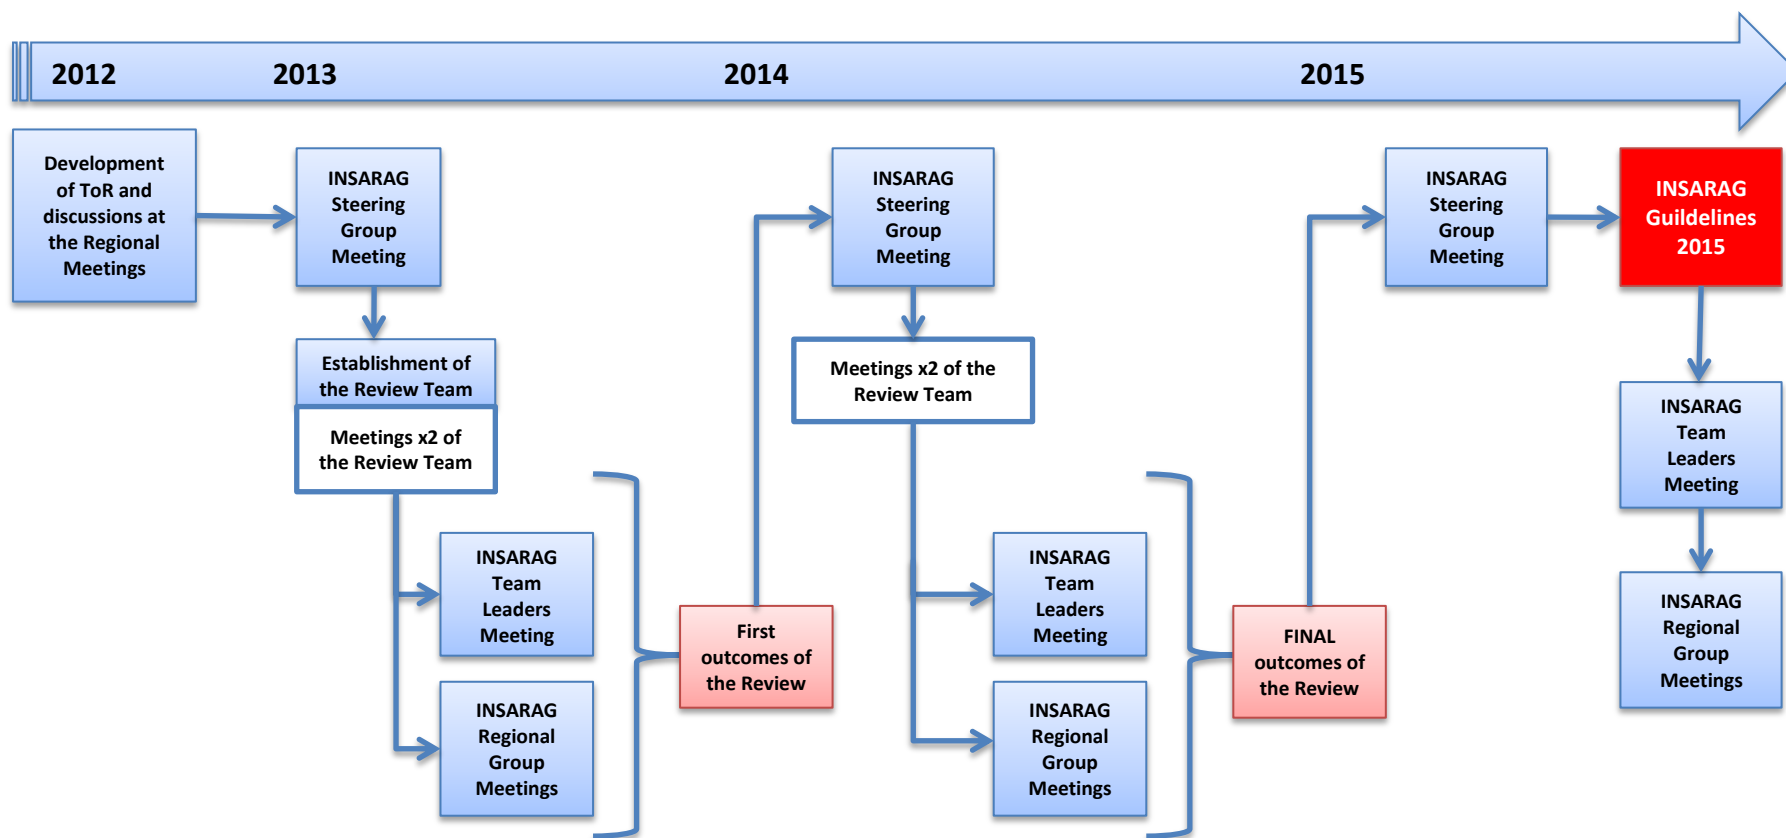 2012
2013
2014
2015
Development
of ToR and
discussions at
the Regional
Meetings
INSARAG
Steering
Group
Meeting
Establishment of
the Review Team
Meetings x2 of
the Review Team
INSARAG
Team
Leaders
Meeting
INSARAG
Regional
Group
Meetings
First
outcomes of
the Review
INSARAG
Steering
Group
Meeting
Meetings x2 of the
Review Team
INSARAG
Team
Leaders
Meeting
INSARAG
Regional
Group
Meetings
FINAL
outcomes of
the Review
INSARAG
Steering
Group
Meeting
INSARAG
Guildelines
2015
INSARAG
Team
Leaders
Meeting
INSARAG
Regional
Group
Meetings